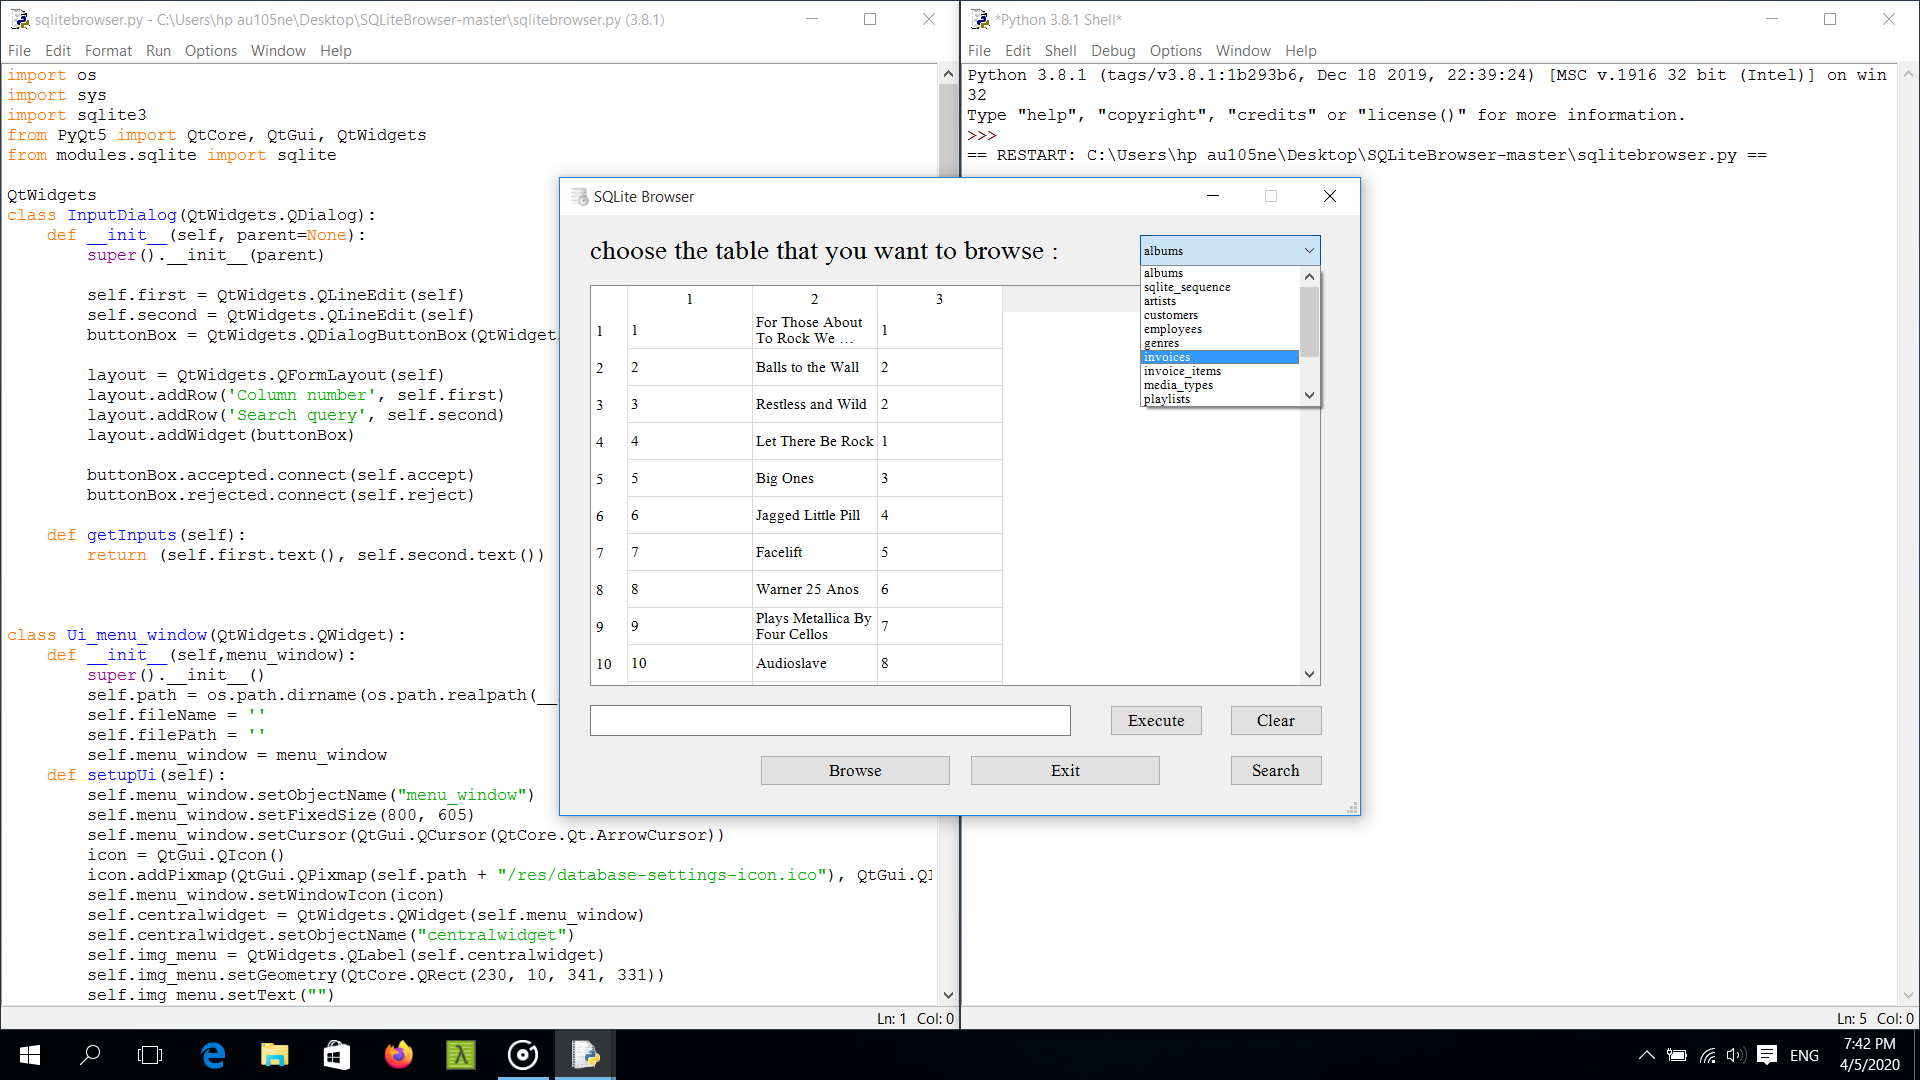 sqlitebrowser.py - C:\Users\hp au105ne\Desktop\SQLiteBrowser-master\sqlitebrowser.py (3.8.1)
File Edit Format Run Options Window Help
import os
import sys
import sqlite3
from PyQt5 import QtCore, QtGui, QtWidgets
from modules.sqlite import sqlite
QtWidgets
class InputDialog(QtWidgets.QDialog):
    def __init__(self, parent=None):
        super().__init__(parent)
        self.first = QtWidgets.QLineEdit(self)
        self.second = QtWidgets.QLineEdit(self)
        buttonBox = QtWidgets.QDialogButtonBox(QtWidget
        layout = QtWidgets.QFormLayout(self)
        layout.addRow('Column number', self.first)
        layout.addRow('Search query', self.second)
        layout.addWidget(buttonBox)
        buttonBox.accepted.connect(self.accept)
        buttonBox.rejected.connect(self.reject)
    def getInputs(self):
        return (self.first.text(), self.second.text())
class Ui_menu_window(QtWidgets.QWidget):
    def __init__(self,menu_window):
        super().__init__()
        self.path = os.path.dirname(os.path.realpath(__
        self.fileName = ''
        self.filePath = ''
        self.menu_window = menu_window
    def setupUi(self):
        self.menu_window.setObjectName("menu_window")
        self.menu_window.setFixedSize(800, 605)
        self.menu_window.setCursor(QtGui.QCursor(QtCore.Qt.ArrowCursor))
        icon = QtGui.QIcon()
        icon.addPixmap(QtGui.QPixmap(self.path + "/res/database-settings-icon.ico"), QtGui.QI
        self.menu_window.setWindowIcon(icon)
        self.centralwidget = QtWidgets.QWidget(self.menu_window)
        self.centralwidget.setObjectName("centralwidget")
        self.img_menu = QtWidgets.QLabel(self.centralwidget)
        self.img_menu.setGeometry(QtCore.QRect(230, 10, 341, 331))
        self.img_menu.setText("")
Ln: 1 Col: 0
*Python 3.8.1 Shell*
File Edit Shell Debug Options Window Help
Python 3.8.1 (tags/v3.8.1:1b293b6, Dec 18 2019, 22:39:24) [MSC v.1916 32 bit (Intel)] on win
32
Type "help", "copyright", "credits" or "license()" for more information.
>>>
== RESTART: C:\Users\hp au105ne\Desktop\SQLiteBrowser-master\sqlitebrowser.py ==
Ln: 5 Col: 0
SQLite Browser
choose the table that you want to browse :
albums
albums
sqlite_sequence
artists
customers
employees
genres
invoices
invoice_items
media_types
playlists
1 2 3
1 1 For Those About To Rock We … 1
2 2 Balls to the Wall 2
3 3 Restless and Wild 2
4 4 Let There Be Rock 1
5 5 Big Ones 3
6 6 Jagged Little Pill 4
7 7 Facelift 5
8 8 Warner 25 Anos 6
9 9 Plays Metallica By Four Cellos 7
10 10 Audioslave 8
Execute Clear
Browse Exit Search
ENG
7:42 PM
4/5/2020